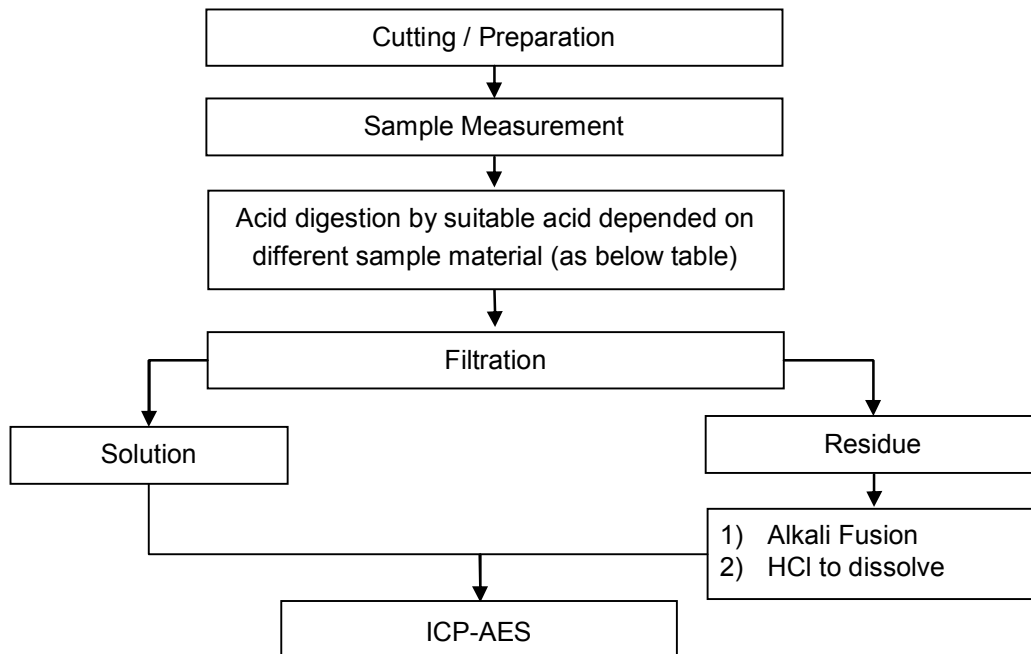 Cutting / Preparation
Sample Measurement
Acid digestion by suitable acid depended on
different sample material (as below table)
Filtration
Solution
Residue
1) Alkali Fusion
2) HCl to dissolve
ICP-AES